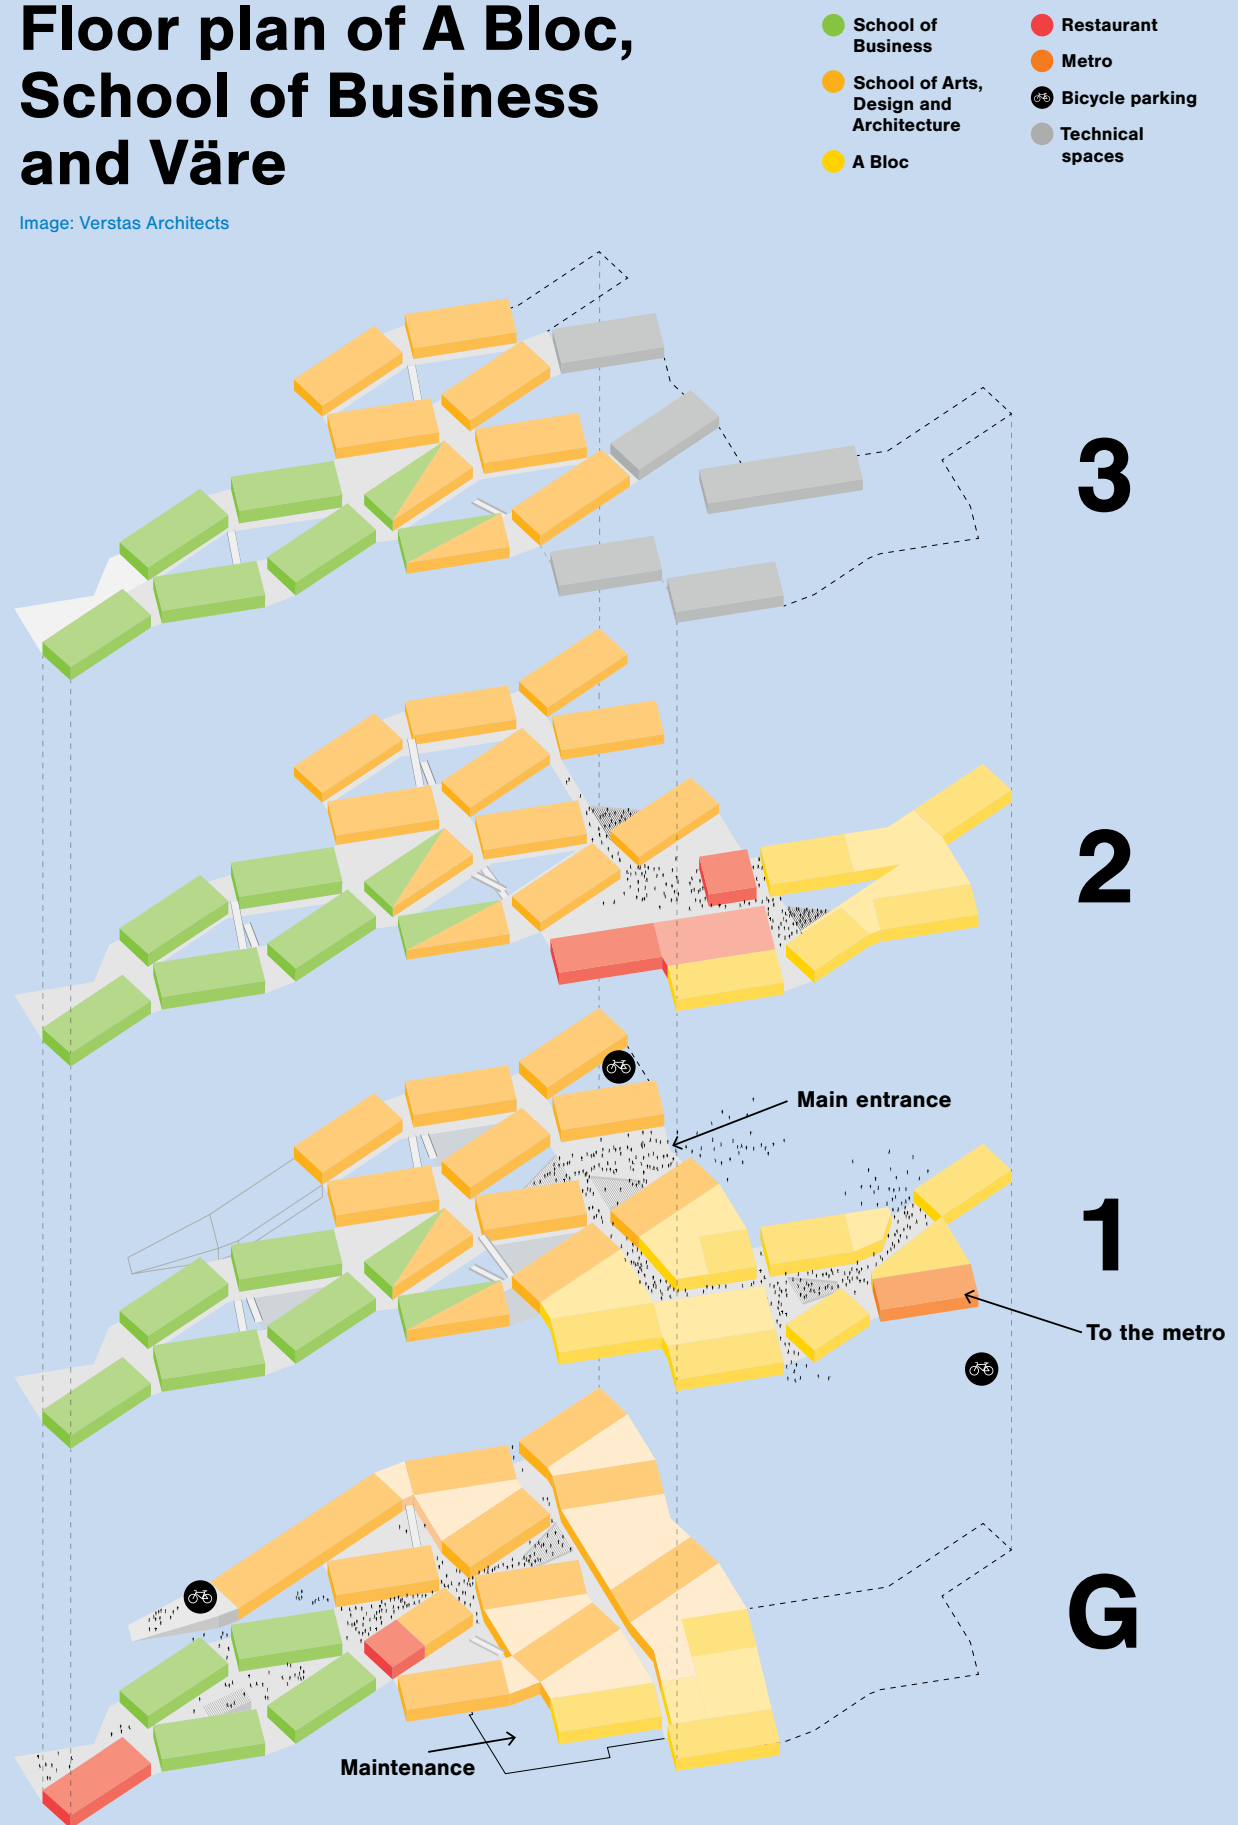 Floor plan of A Bloc,
School of Business
and Väre
Image: Verstas Architects
School of
Business
School of Arts,
Design and
Architecture
A Bloc
Restaurant
Metro
Bicycle parking
Technical
spaces
3
2
Main entrance
1
To the metro
G
Maintenance